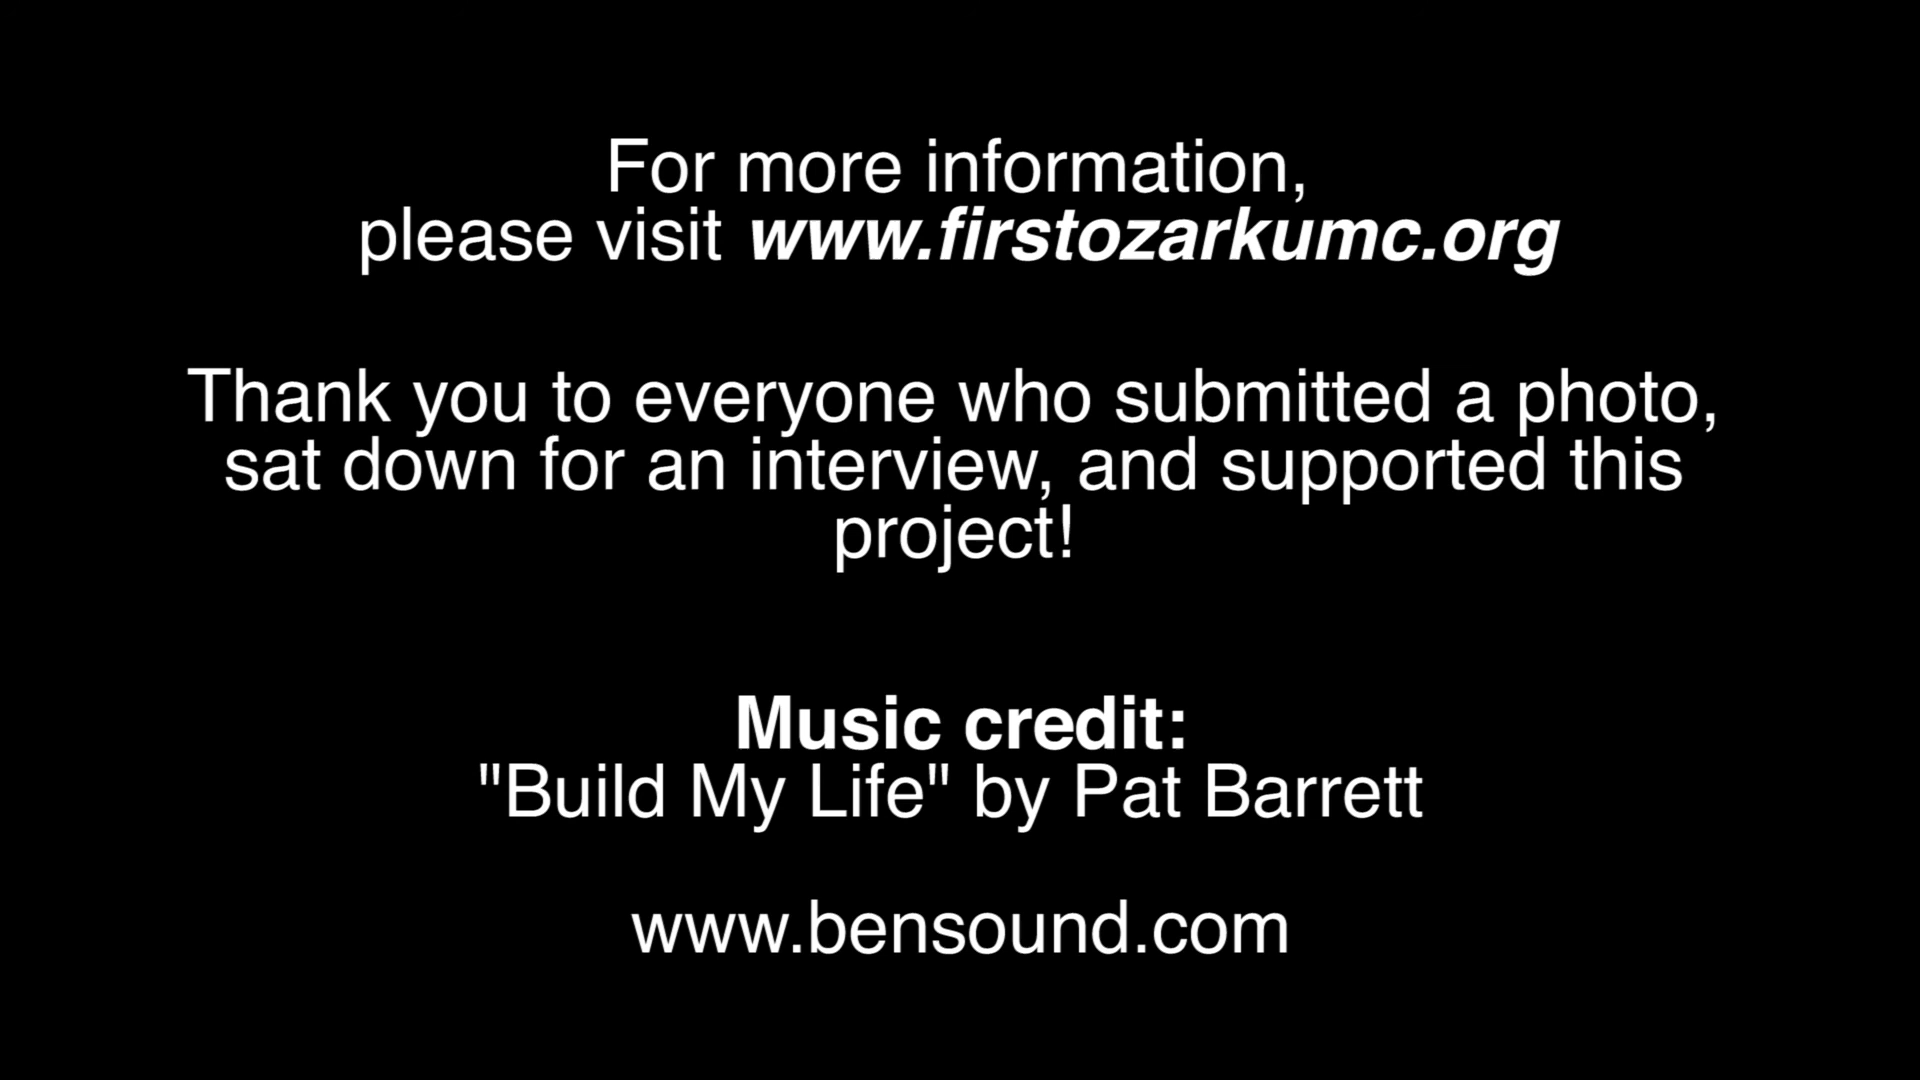 For more information,
please visit www.firstozarkumc.org
Thank you to everyone who submitted a photo,
sat down for an interview, and supported this
project!
Music credit:
"Build My Life" by Pat Barrett
www.bensound.com